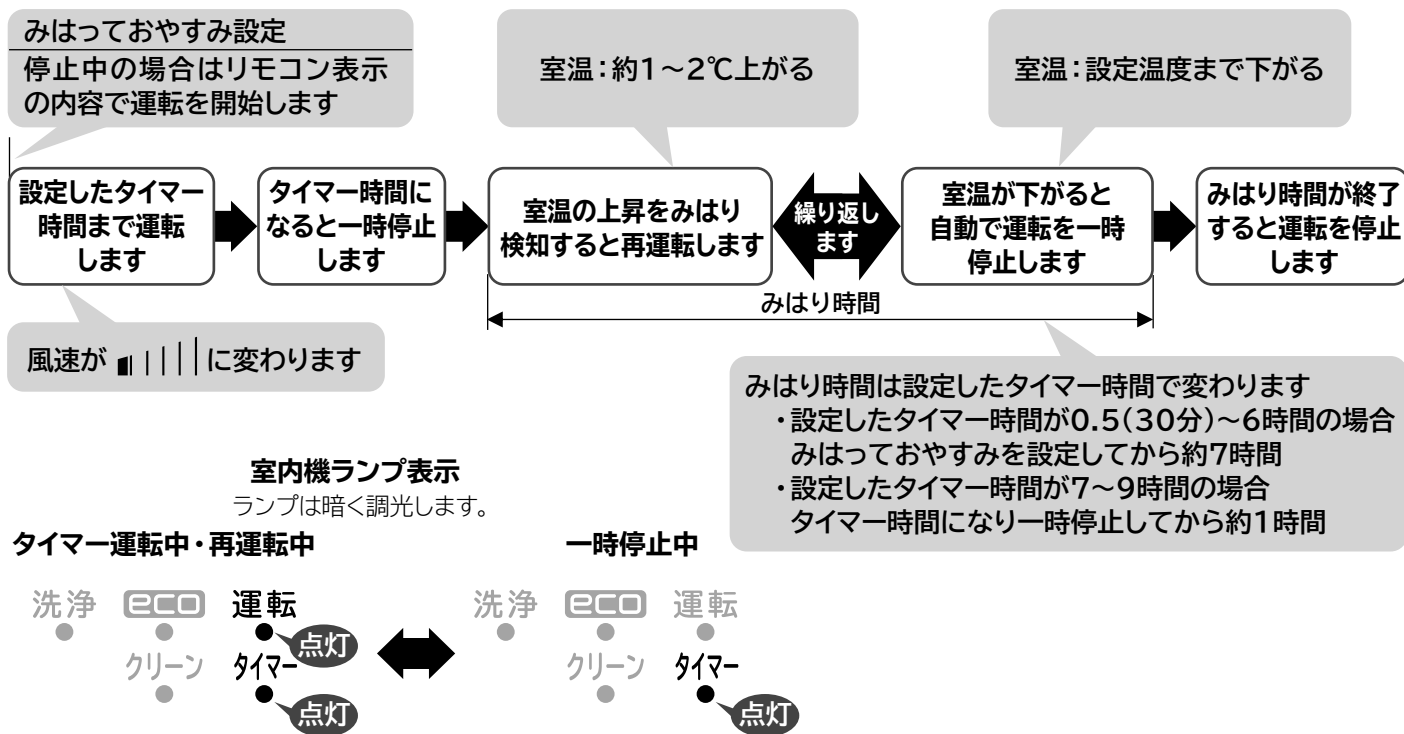 みはっておやすみ設定
停止中の場合はリモコン表示
の内容で運転を開始します
室温：約1～2℃上がる
室温：設定温度まで下がる
設定したタイマー
時間まで運転
します
タイマー時間に
なると一時停止
します
室温の上昇をみはり
検知すると再運転します
繰り返し
ます
室温が下がると
自動で運転を一時
停止します
みはり時間が終了
すると運転を停止
します
みはり時間
風速が に変わります
みはり時間は設定したタイマー時間で変わります
・設定したタイマー時間が0.5(30分)～6時間の場合
みはっておやすみを設定してから約7時間
・設定したタイマー時間が7～9時間の場合
タイマー時間になり一時停止してから約1時間
室内機ランプ表示
ランプは暗く調光します。
タイマー運転中・再運転中
洗浄 eco 運転
点灯
クリーン タイマー
点灯
一時停止中
洗浄 eco 運転
クリーン タイマー
点灯